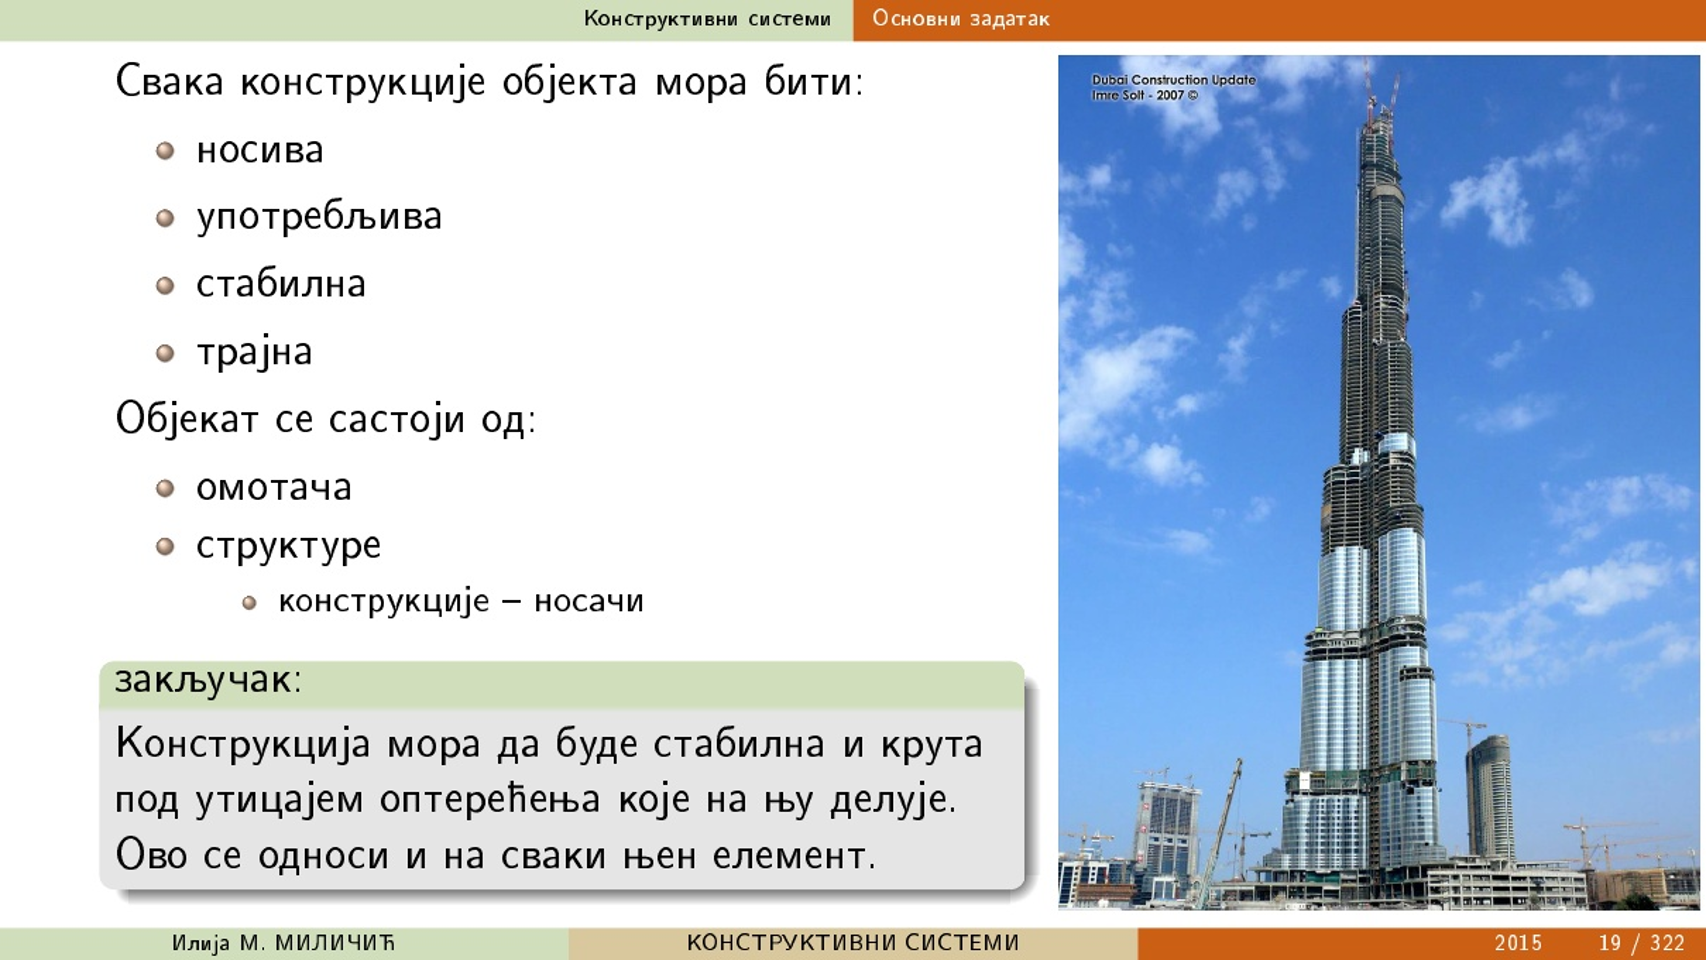 Конструктивни системи Основни задатак
Свака конструкције објекта мора бити:
носива
употребљива
стабилна
трајна
Објекат се састоји од:
омотача
структуре
конструкције – носачи
закључак:
Конструкција мора да буде стабилна и крута
под утицајем оптерећења које на њу делује.
Ово се односи и на сваки њен елемент.
Dubai Construction Update
Imre Solt - 2007 ©
Илија М. МИЛИЧИЋ КОНСТРУКТИВНИ СИСТЕМИ 2015 19 / 322